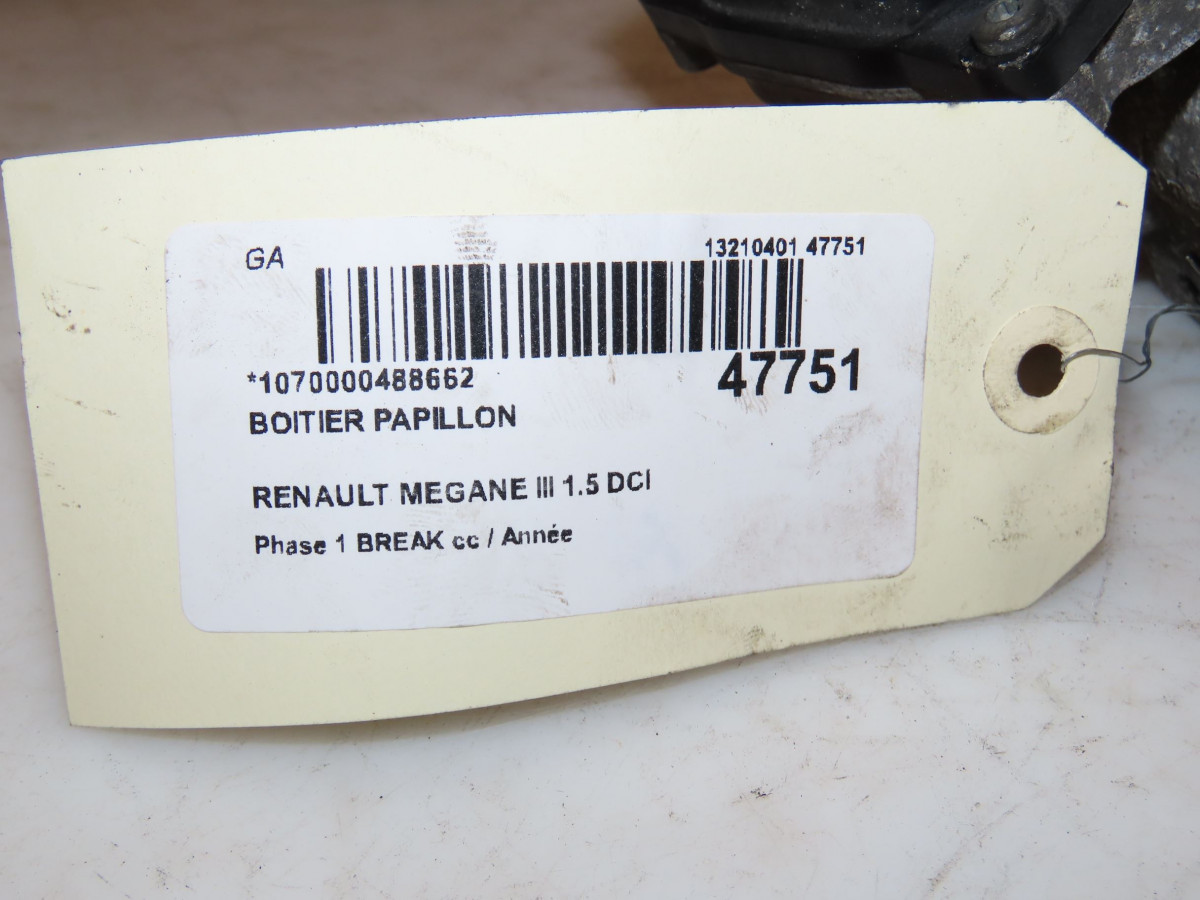 GA
13210401 47751
*1070000488662
47751
BOITIER PAPILLON
RENAULT MEGANE III 1.5 DCI
Phase 1 BREAK cc / Année